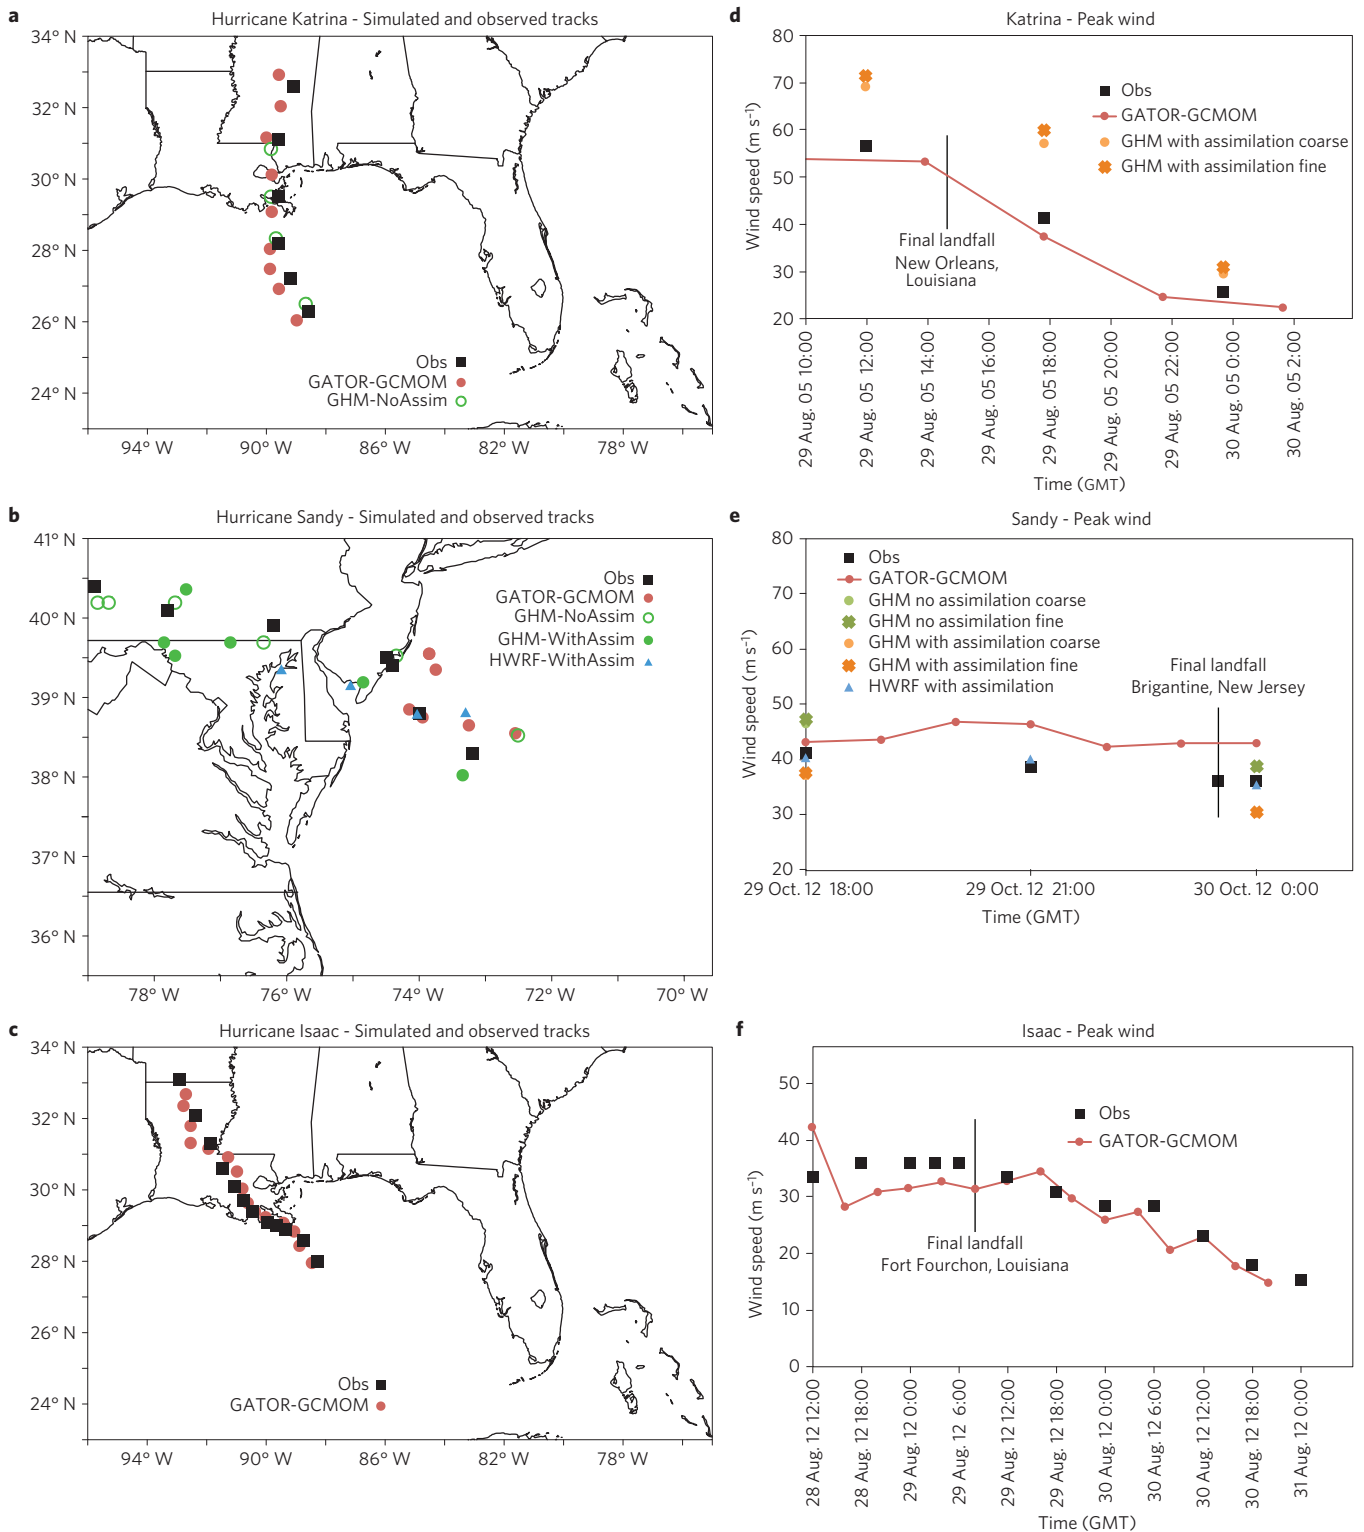 a
Hurricane Katrina - Simulated and observed tracks
34° N
32° N
30° N
28° N
26° N
24° N
Obs
GATOR-GCMOM
GHM-NoAssim
94° W
90° W
86° W
82° W
78° W
d
Katrina - Peak wind
80
70
60
50
40
30
20
Wind speed (m s⁻¹)
Obs
GATOR-GCMOM
GHM with assimilation coarse
GHM with assimilation fine
Final landfall
New Orleans,
Louisiana
29 Aug. 05 10:00
29 Aug. 05 12:00
29 Aug. 05 14:00
29 Aug. 05 16:00
29 Aug. 05 18:00
29 Aug. 05 20:00
29 Aug. 05 22:00
30 Aug. 05 0:00
30 Aug. 05 2:00
Time (GMT)
b
Hurricane Sandy - Simulated and observed tracks
41° N
40° N
39° N
38° N
37° N
36° N
Obs
GATOR-GCMOM
GHM-NoAssim
GHM-WithAssim
HWRF-WithAssim
78° W
76° W
74° W
72° W
70° W
e
Sandy - Peak wind
80
70
60
50
40
30
20
Wind speed (m s⁻¹)
Obs
GATOR-GCMOM
GHM no assimilation coarse
GHM no assimilation fine
GHM with assimilation coarse
GHM with assimilation fine
HWRF with assimilation
Final landfall
Brigantine, New Jersey
29 Oct. 12 18:00
29 Oct. 12 21:00
30 Oct. 12 0:00
Time (GMT)
c
Hurricane Isaac - Simulated and observed tracks
34° N
32° N
30° N
28° N
26° N
24° N
Obs
GATOR-GCMOM
94° W
90° W
86° W
82° W
78° W
f
Isaac - Peak wind
50
40
30
20
10
0
Wind speed (m s⁻¹)
Obs
GATOR-GCMOM
Final landfall
Fort Fourchon, Louisiana
28 Aug. 12 12:00
28 Aug. 12 18:00
29 Aug. 12 0:00
29 Aug. 12 6:00
29 Aug. 12 12:00
29 Aug. 12 18:00
30 Aug. 12 0:00
30 Aug. 12 6:00
30 Aug. 12 12:00
30 Aug. 12 18:00
31 Aug. 12 0:00
Time (GMT)